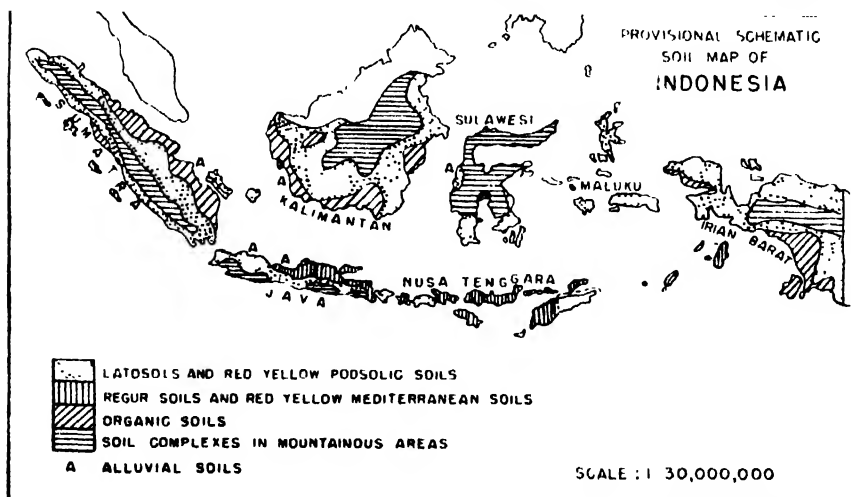 PROVISIONAL SCHEMATIC
SOIL MAP OF
INDONESIA
SUMATRA
A
A
KALIMANTAN
SULAWESI
A
MALUKU
IRIAN BARAT
A A
JAVA
NUSA TENGGARA
LATOSOLS AND RED YELLOW PODSOLIC SOILS
REGUR SOILS AND RED YELLOW MEDITERRANEAN SOILS
ORGANIC SOILS
SOIL COMPLEXES IN MOUNTAINOUS AREAS
A ALLUVIAL SOILS
SCALE : 1 30,000,000